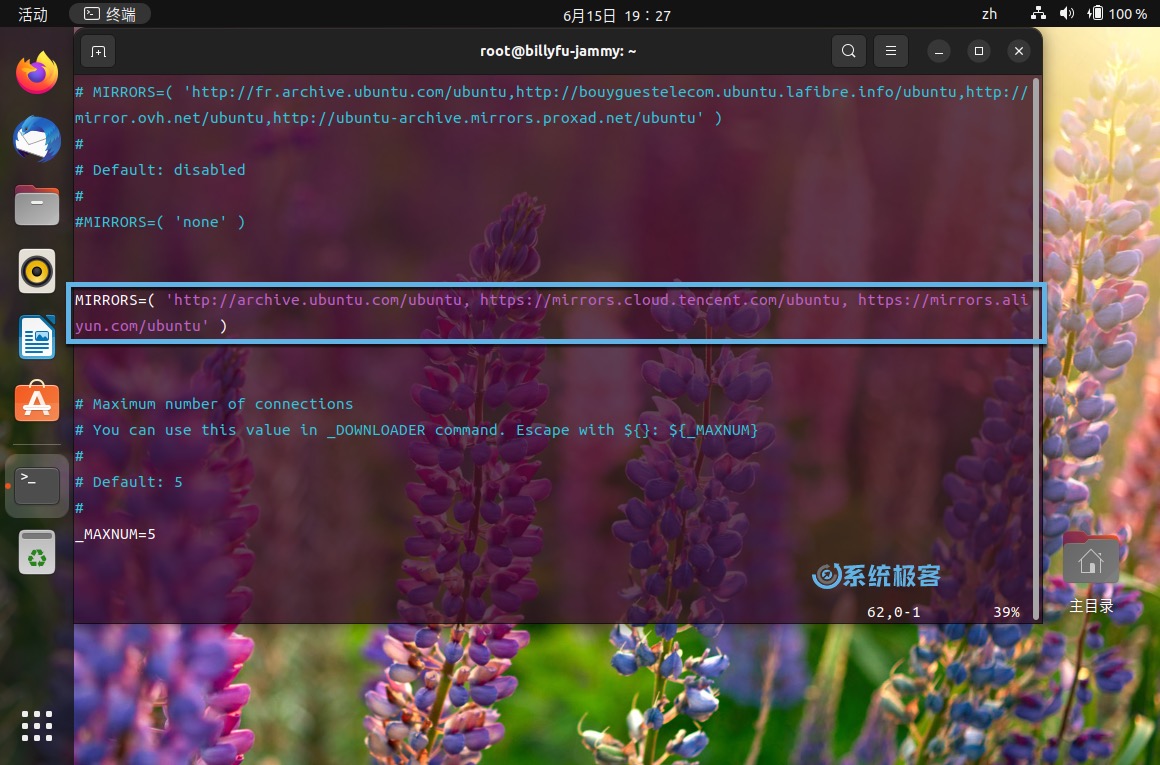 活动 终端 6月15日 19：27 zh 100 %
root@billyfu-jammy: ~
# MIRRORS=( 'http://fr.archive.ubuntu.com/ubuntu,http://bouyguestelecom.ubuntu.lafibre.info/ubuntu,http://
mirror.ovh.net/ubuntu,http://ubuntu-archive.mirrors.proxad.net/ubuntu' )
#
# Default: disabled
#
#MIRRORS=( 'none' )
MIRRORS=( 'http://archive.ubuntu.com/ubuntu, https://mirrors.cloud.tencent.com/ubuntu, https://mirrors.ali
yun.com/ubuntu' )
# Maximum number of connections
# You can use this value in _DOWNLOADER command. Escape with ${}: ${_MAXNUM}
#
# Default: 5
#
_MAXNUM=5
系统极客
62,0-1 39%
主目录